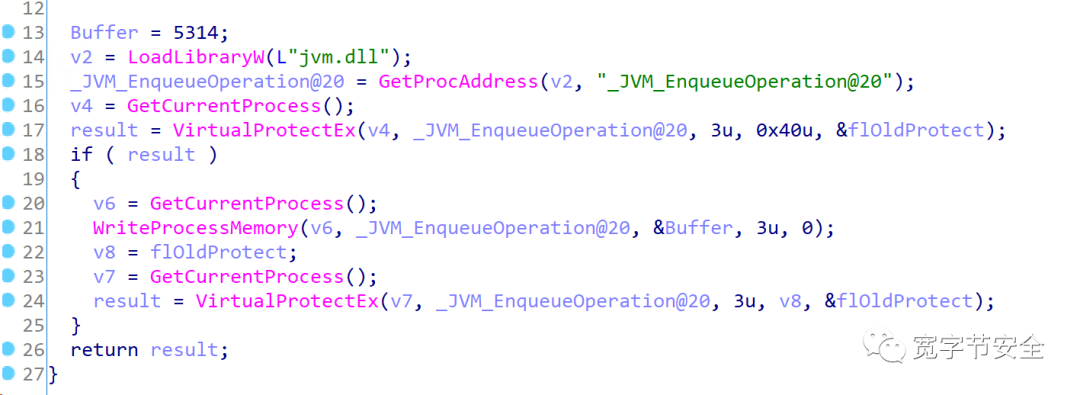 12
13 Buffer = 5314;
14 v2 = LoadLibraryW(L"jvm.dll");
15 _JVM_EnqueueOperation@20 = GetProcAddress(v2, "_JVM_EnqueueOperation@20");
16 v4 = GetCurrentProcess();
17 result = VirtualProtectEx(v4, _JVM_EnqueueOperation@20, 3u, 0x40u, &flOldProtect);
18 if ( result )
19 {
20 v6 = GetCurrentProcess();
21 WriteProcessMemory(v6, _JVM_EnqueueOperation@20, &Buffer, 3u, 0);
22 v8 = flOldProtect;
23 v7 = GetCurrentProcess();
24 result = VirtualProtectEx(v7, _JVM_EnqueueOperation@20, 3u, v8, &flOldProtect);
25 }
26 return result;
27 }
宽字节安全